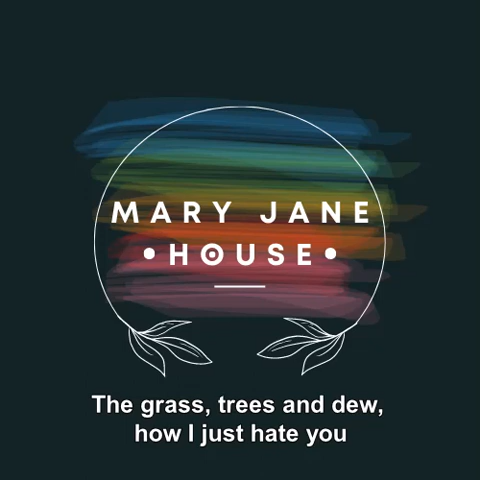 MARY JANE
•HOUSE•
The grass, trees and dew,
how I just hate you